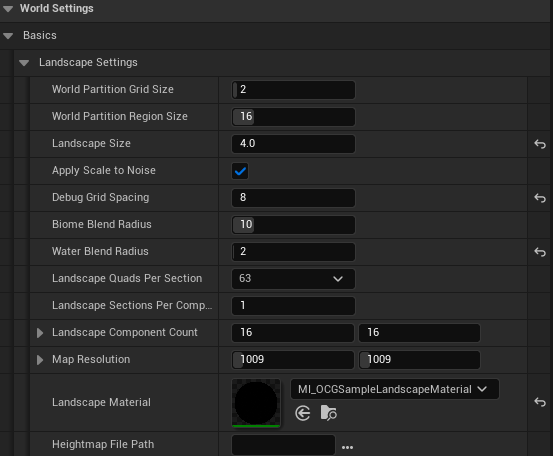 World Settings
Basics
Landscape Settings
World Partition Grid Size 2
World Partition Region Size 16
Landscape Size 4.0
Apply Scale to Noise
Debug Grid Spacing 8
Biome Blend Radius 10
Water Blend Radius 2
Landscape Quads Per Section 63
Landscape Sections Per Comp... 1
Landscape Component Count 16 16
Map Resolution 1009 1009
Landscape Material MI_OCGSampleLandscapeMaterial
Heightmap File Path ...